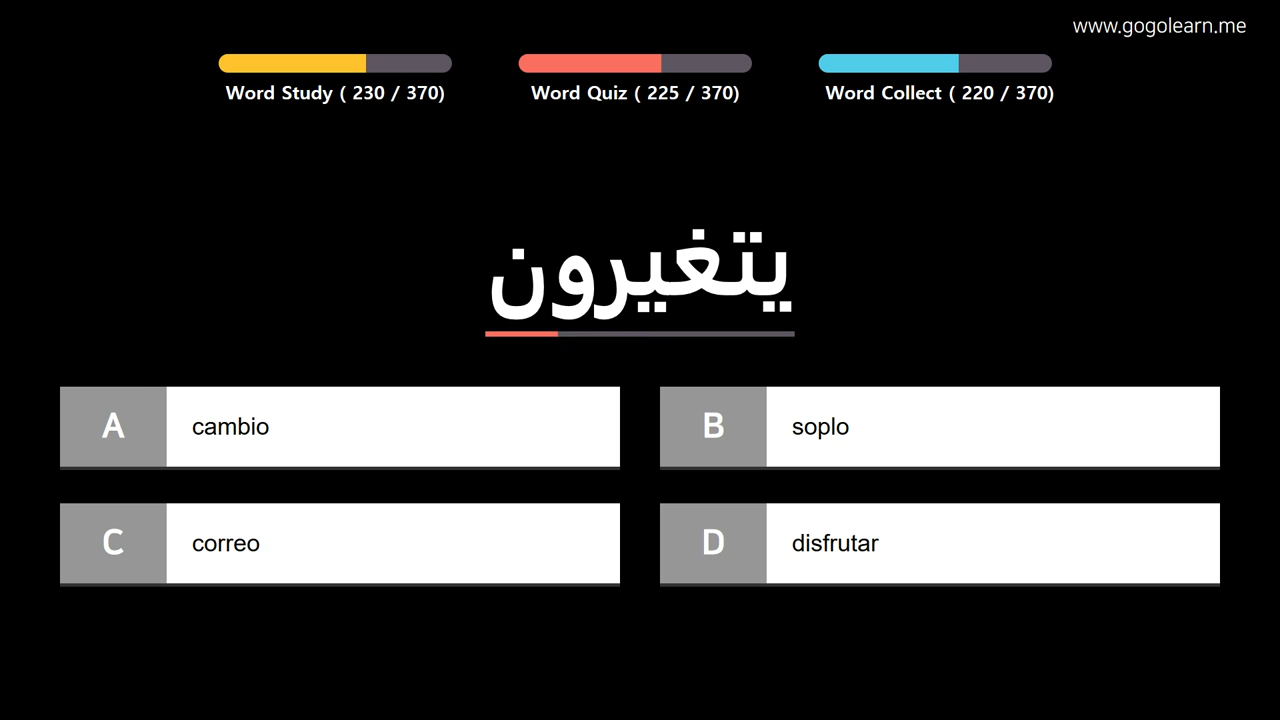 www.gogolearn.me
Word Study ( 230 / 370)
Word Quiz ( 225 / 370)
Word Collect ( 220 / 370)
يتغيرون
A cambio
B soplo
C correo
D disfrutar